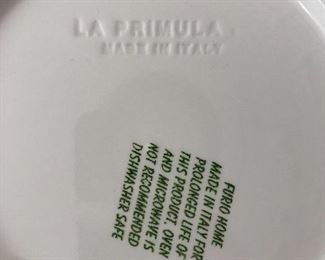 LA PRIMULA
MADE IN ITALY
FURIO HOME
MADE IN ITALY FOR
PROLONGED LIFE OF
THIS PRODUCT. OVEN
AND MICROWAVE IS
NOT RECOMMENDED
DISHWASHER SAFE